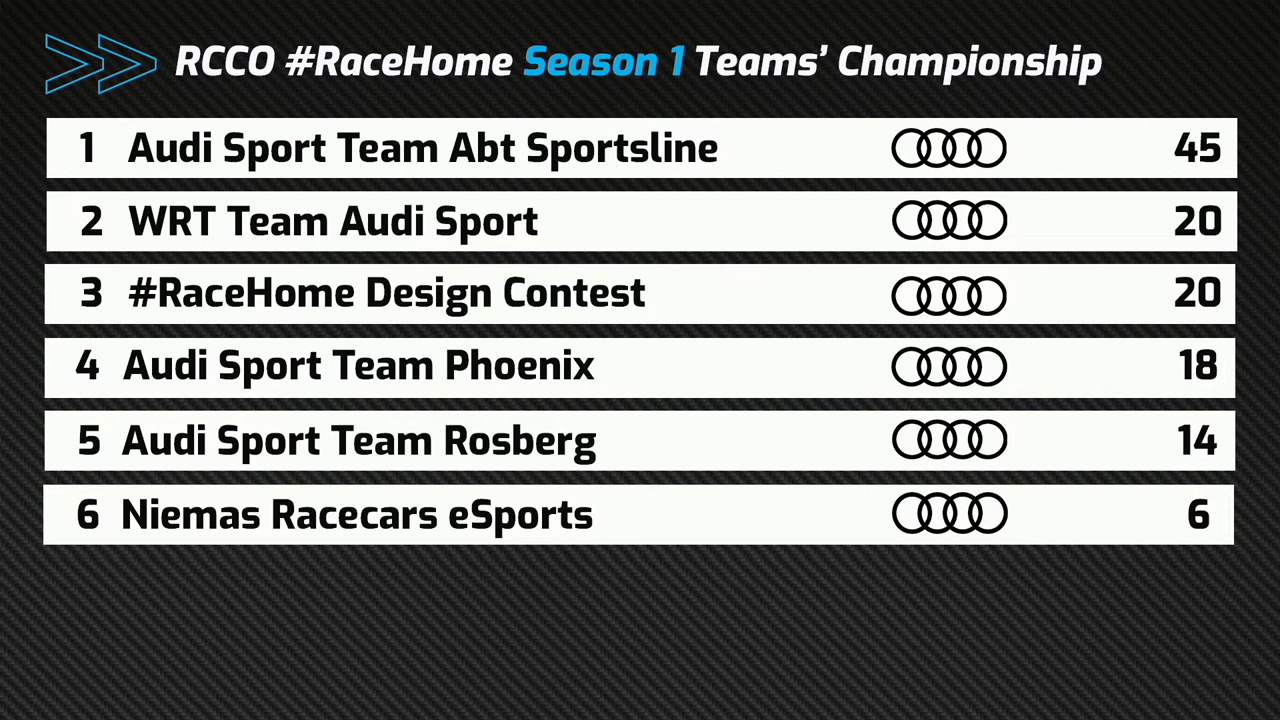 RCCO #RaceHome Season 1 Teams’ Championship
1 Audi Sport Team Abt Sportsline 45
2 WRT Team Audi Sport 20
3 #RaceHome Design Contest 20
4 Audi Sport Team Phoenix 18
5 Audi Sport Team Rosberg 14
6 Niemas Racecars eSports 6